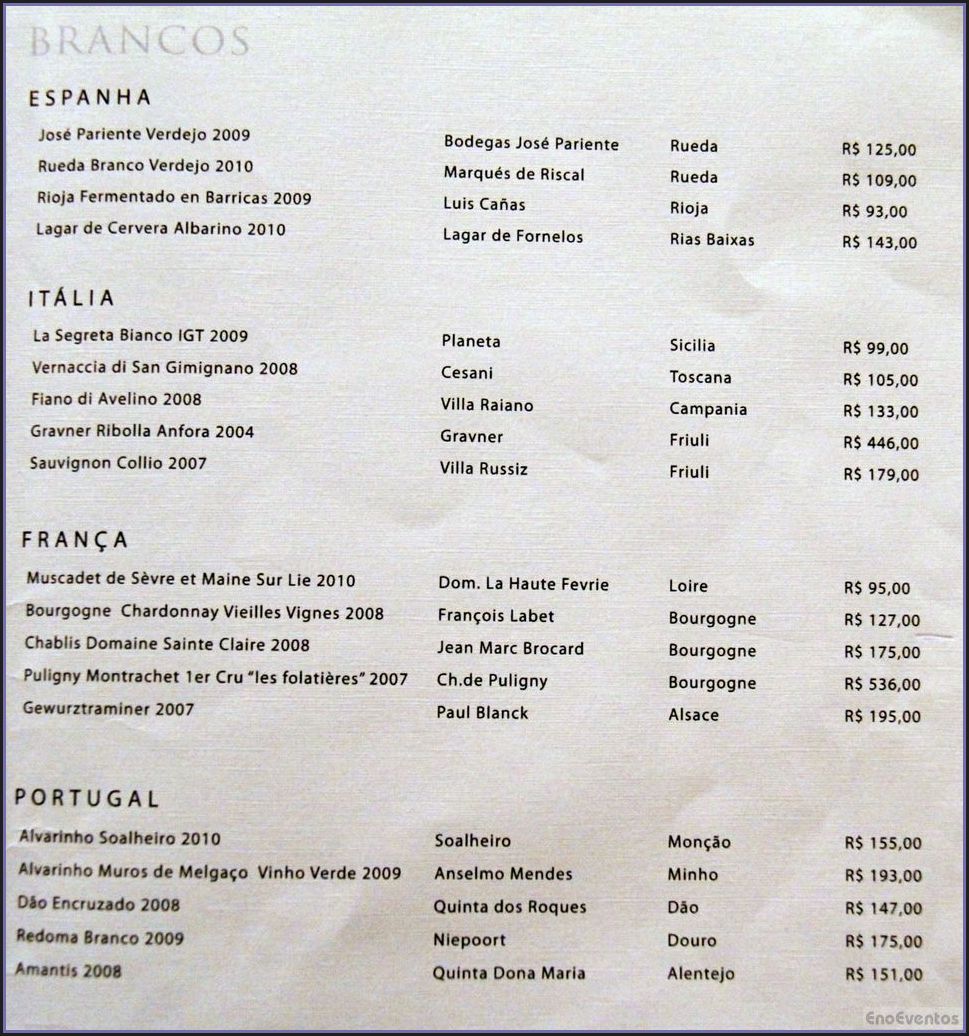 BRANCOS
ESPANHA
José Pariente Verdejo 2009 Bodegas José Pariente Rueda R$ 125,00
Rueda Branco Verdejo 2010 Marqués de Riscal Rueda R$ 109,00
Rioja Fermentado en Barricas 2009 Luis Cañas Rioja R$ 93,00
Lagar de Cervera Albarino 2010 Lagar de Fornelos Rias Baixas R$ 143,00
ITÁLIA
La Segreta Bianco IGT 2009 Planeta Sicilia R$ 99,00
Vernaccia di San Gimignano 2008 Cesani Toscana R$ 105,00
Fiano di Avelino 2008 Villa Raiano Campania R$ 133,00
Gravner Ribolla Anfora 2004 Gravner Friuli R$ 446,00
Sauvignon Collio 2007 Villa Russiz Friuli R$ 179,00
FRANÇA
Muscadet de Sèvre et Maine Sur Lie 2010 Dom. La Haute Fevrie Loire R$ 95,00
Bourgogne Chardonnay Vieilles Vignes 2008 François Labet Bourgogne R$ 127,00
Chablis Domaine Sainte Claire 2008 Jean Marc Brocard Bourgogne R$ 175,00
Puligny Montrachet 1er Cru “les folatières” 2007 Ch.de Puligny Bourgogne R$ 536,00
Gewurztraminer 2007 Paul Blanck Alsace R$ 195,00
PORTUGAL
Alvarinho Soalheiro 2010 Soalheiro Monção R$ 155,00
Alvarinho Muros de Melgaço Vinho Verde 2009 Anselmo Mendes Minho R$ 193,00
Dão Encruzado 2008 Quinta dos Roques Dão R$ 147,00
Redoma Branco 2009 Niepoort Douro R$ 175,00
Amantis 2008 Quinta Dona Maria Alentejo R$ 151,00
EnoEventos